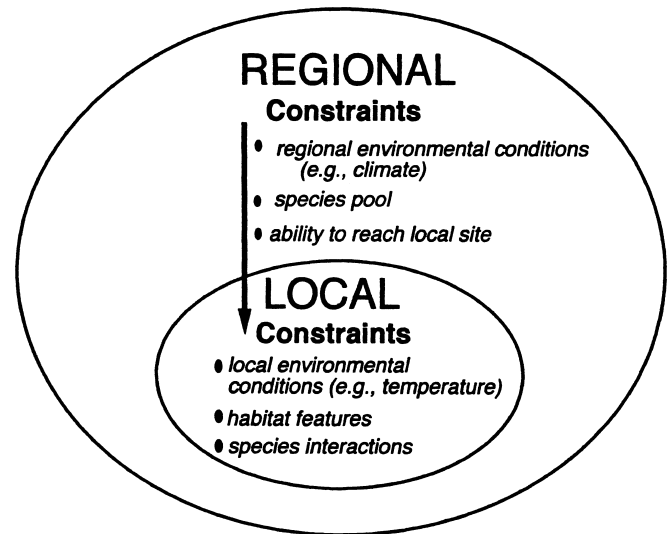 REGIONAL
Constraints
• regional environmental conditions
(e.g., climate)
• species pool
• ability to reach local site
LOCAL
Constraints
• local environmental
conditions (e.g., temperature)
• habitat features
• species interactions